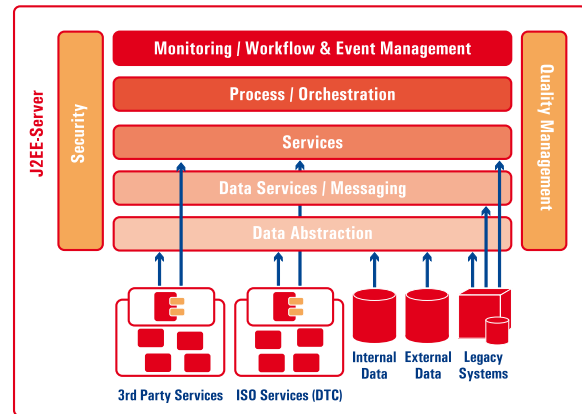 Monitoring / Workflow & Event Management
Process / Orchestration
Services
Data Services / Messaging
Data Abstraction
J2EE-Server
Security
Quality Management
3rd Party Services
ISO Services (DTC)
Internal
Data
External
Data
Legacy
Systems